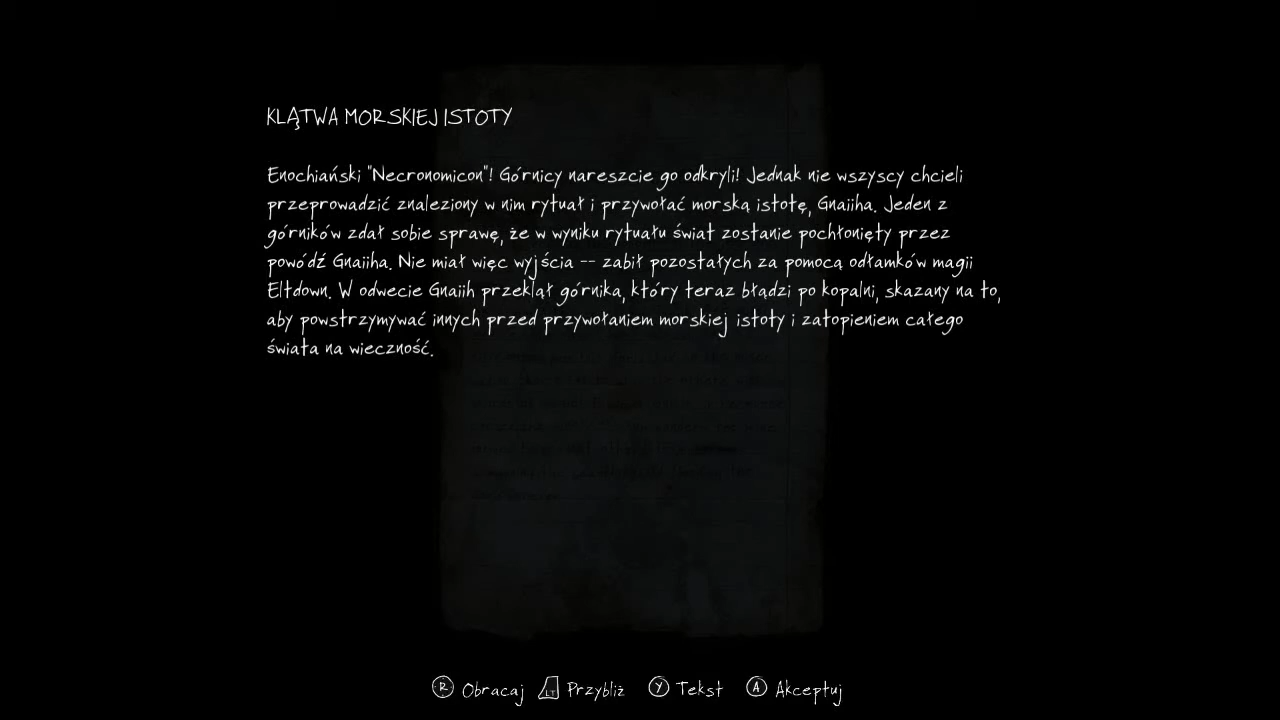 KLĄTWA MORSKIEJ ISTOTY
Enochiański "Necronomicon"! Górnicy nareszcie go odkryli! Jednak nie wszyscy chcieli
przeprowadzić znaleziony w nim rytuał i przywołać morską istotę, Gnaiiha. Jeden z
górników zdał sobie sprawę, że w wyniku rytuału świat zostanie pochłonięty przez
powódź Gnaiiha. Nie miał więc wyjścia -- zabił pozostałych za pomocą odłamków magii
Eltdown. W odwecie Gnaiih przeklął górnika, który teraz błądzi po kopalni, skazany na to,
aby powstrzymywać innych przed przywołaniem morskiej istoty i zatopieniem całego
świata na wieczność.
R Obracaj LT Przybliż Y Tekst A Akceptuj